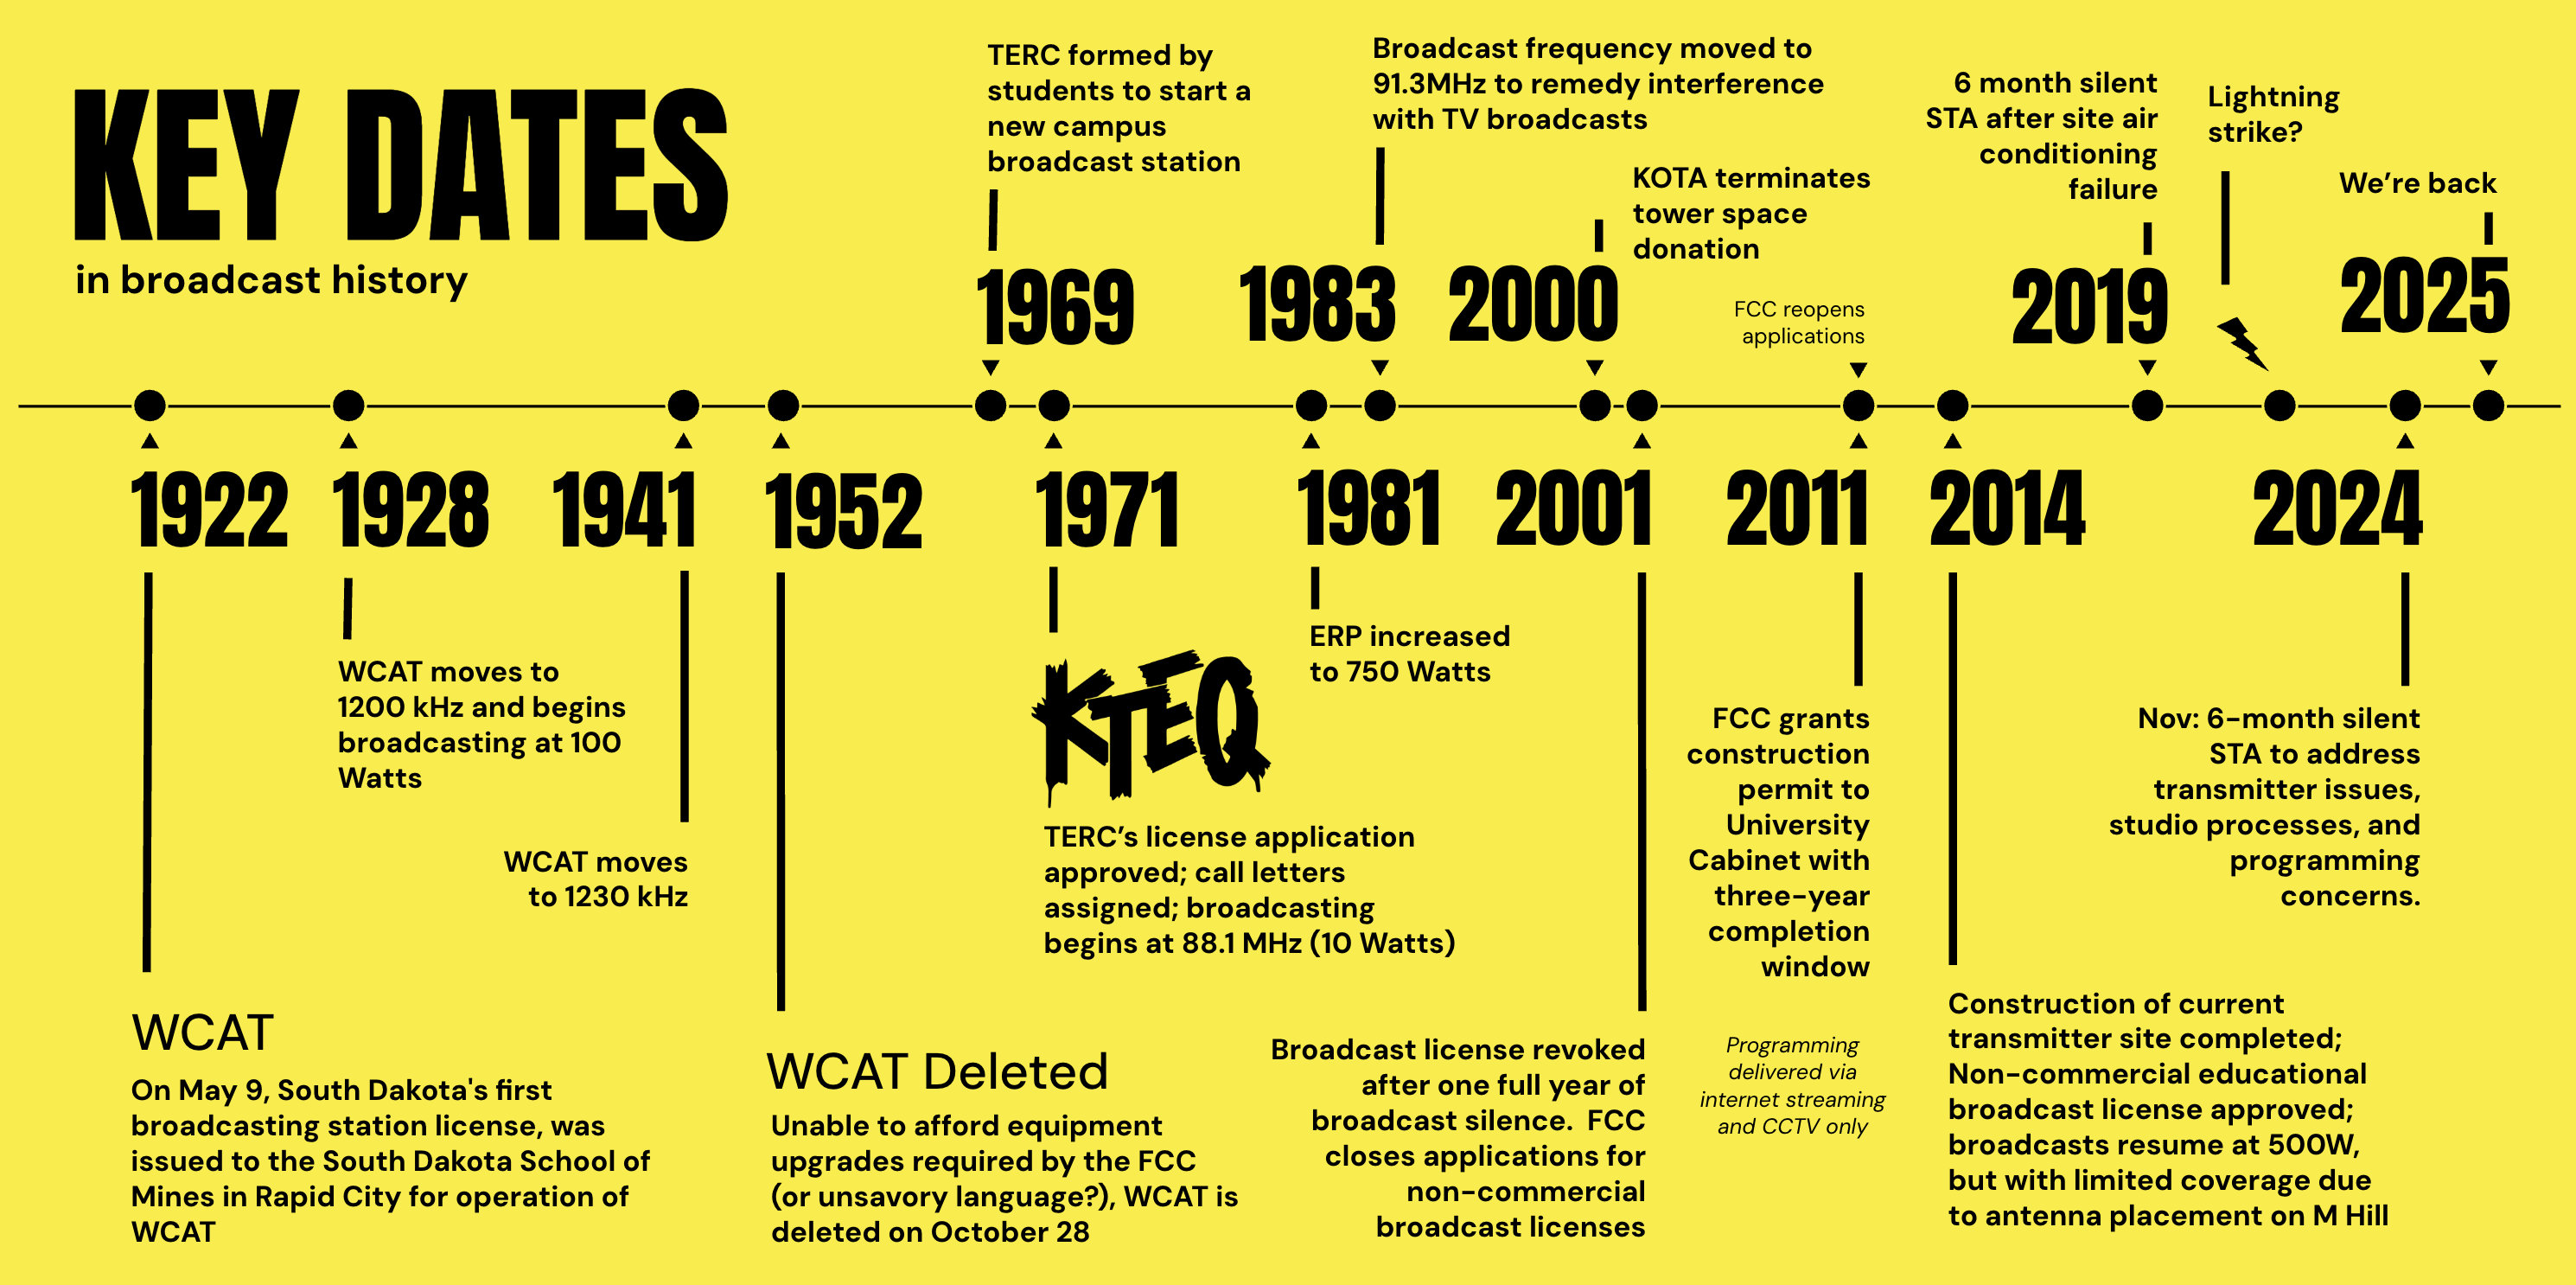 KEY DATES
in broadcast history
TERC formed by
students to start a
new campus
broadcast station
1969
Broadcast frequency moved to
91.3MHz to remedy interference
with TV broadcasts
1983
KOTA terminates
tower space
donation
2000
FCC reopens
applications
6 month silent
STA after site air
conditioning
failure
2019
Lightning
strike?
We're back
2025
1922
WCAT
On May 9, South Dakota's first
broadcasting station license, was
issued to the South Dakota School of
Mines in Rapid City for operation of
WCAT
1928
WCAT moves to
1200 kHz and begins
broadcasting at 100
Watts
1941
WCAT moves
to 1230 kHz
1952
WCAT Deleted
Unable to afford equipment
upgrades required by the FCC
(or unsavory language?), WCAT is
deleted on October 28
1971
KTEQ
TERC's license application
approved; call letters
assigned; broadcasting
begins at 88.1 MHz (10 Watts)
1981
ERP increased
to 750 Watts
2001
Broadcast license revoked
after one full year of
broadcast silence.  FCC
closes applications for
non-commercial
broadcast licenses
2011
FCC grants
construction
permit to
University
Cabinet with
three-year
completion
window
Programming
delivered via
internet streaming
and CCTV only
2014
Construction of current
transmitter site completed;
Non-commercial educational
broadcast license approved;
broadcasts resume at 500W,
but with limited coverage due
to antenna placement on M Hill
2024
Nov: 6-month silent
STA to address
transmitter issues,
studio processes, and
programming
concerns.